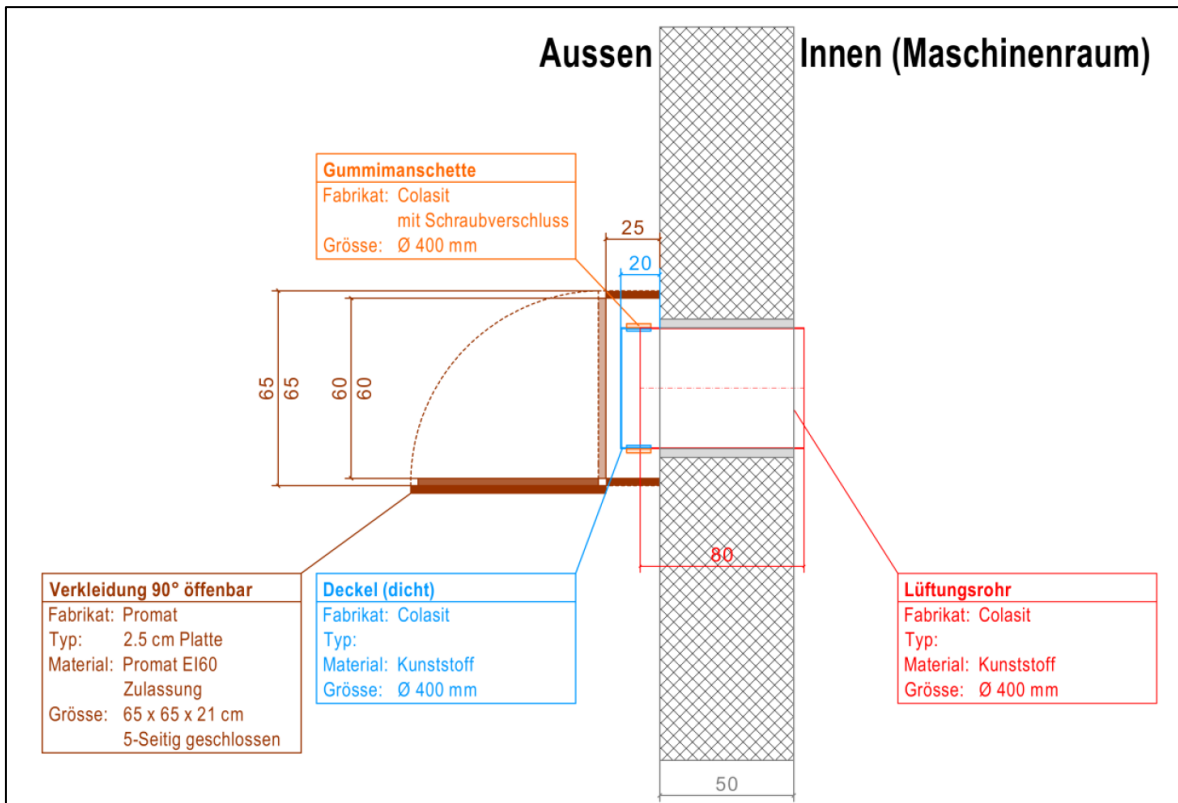 Aussen Innen (Maschinenraum)
Gummimanschette
Fabrikat: Colasit
mit Schraubverschluss
Grösse: Ø 400 mm
25
20
65
65
60
60
80
Verkleidung 90° öffenbar
Fabrikat: Promat
Typ: 2.5 cm Platte
Material: Promat EI60
Zulassung
Grösse: 65 x 65 x 21 cm
5-Seitig geschlossen
Deckel (dicht)
Fabrikat: Colasit
Typ:
Material: Kunststoff
Grösse: Ø 400 mm
Lüftungsrohr
Fabrikat: Colasit
Typ:
Material: Kunststoff
Grösse: Ø 400 mm
50